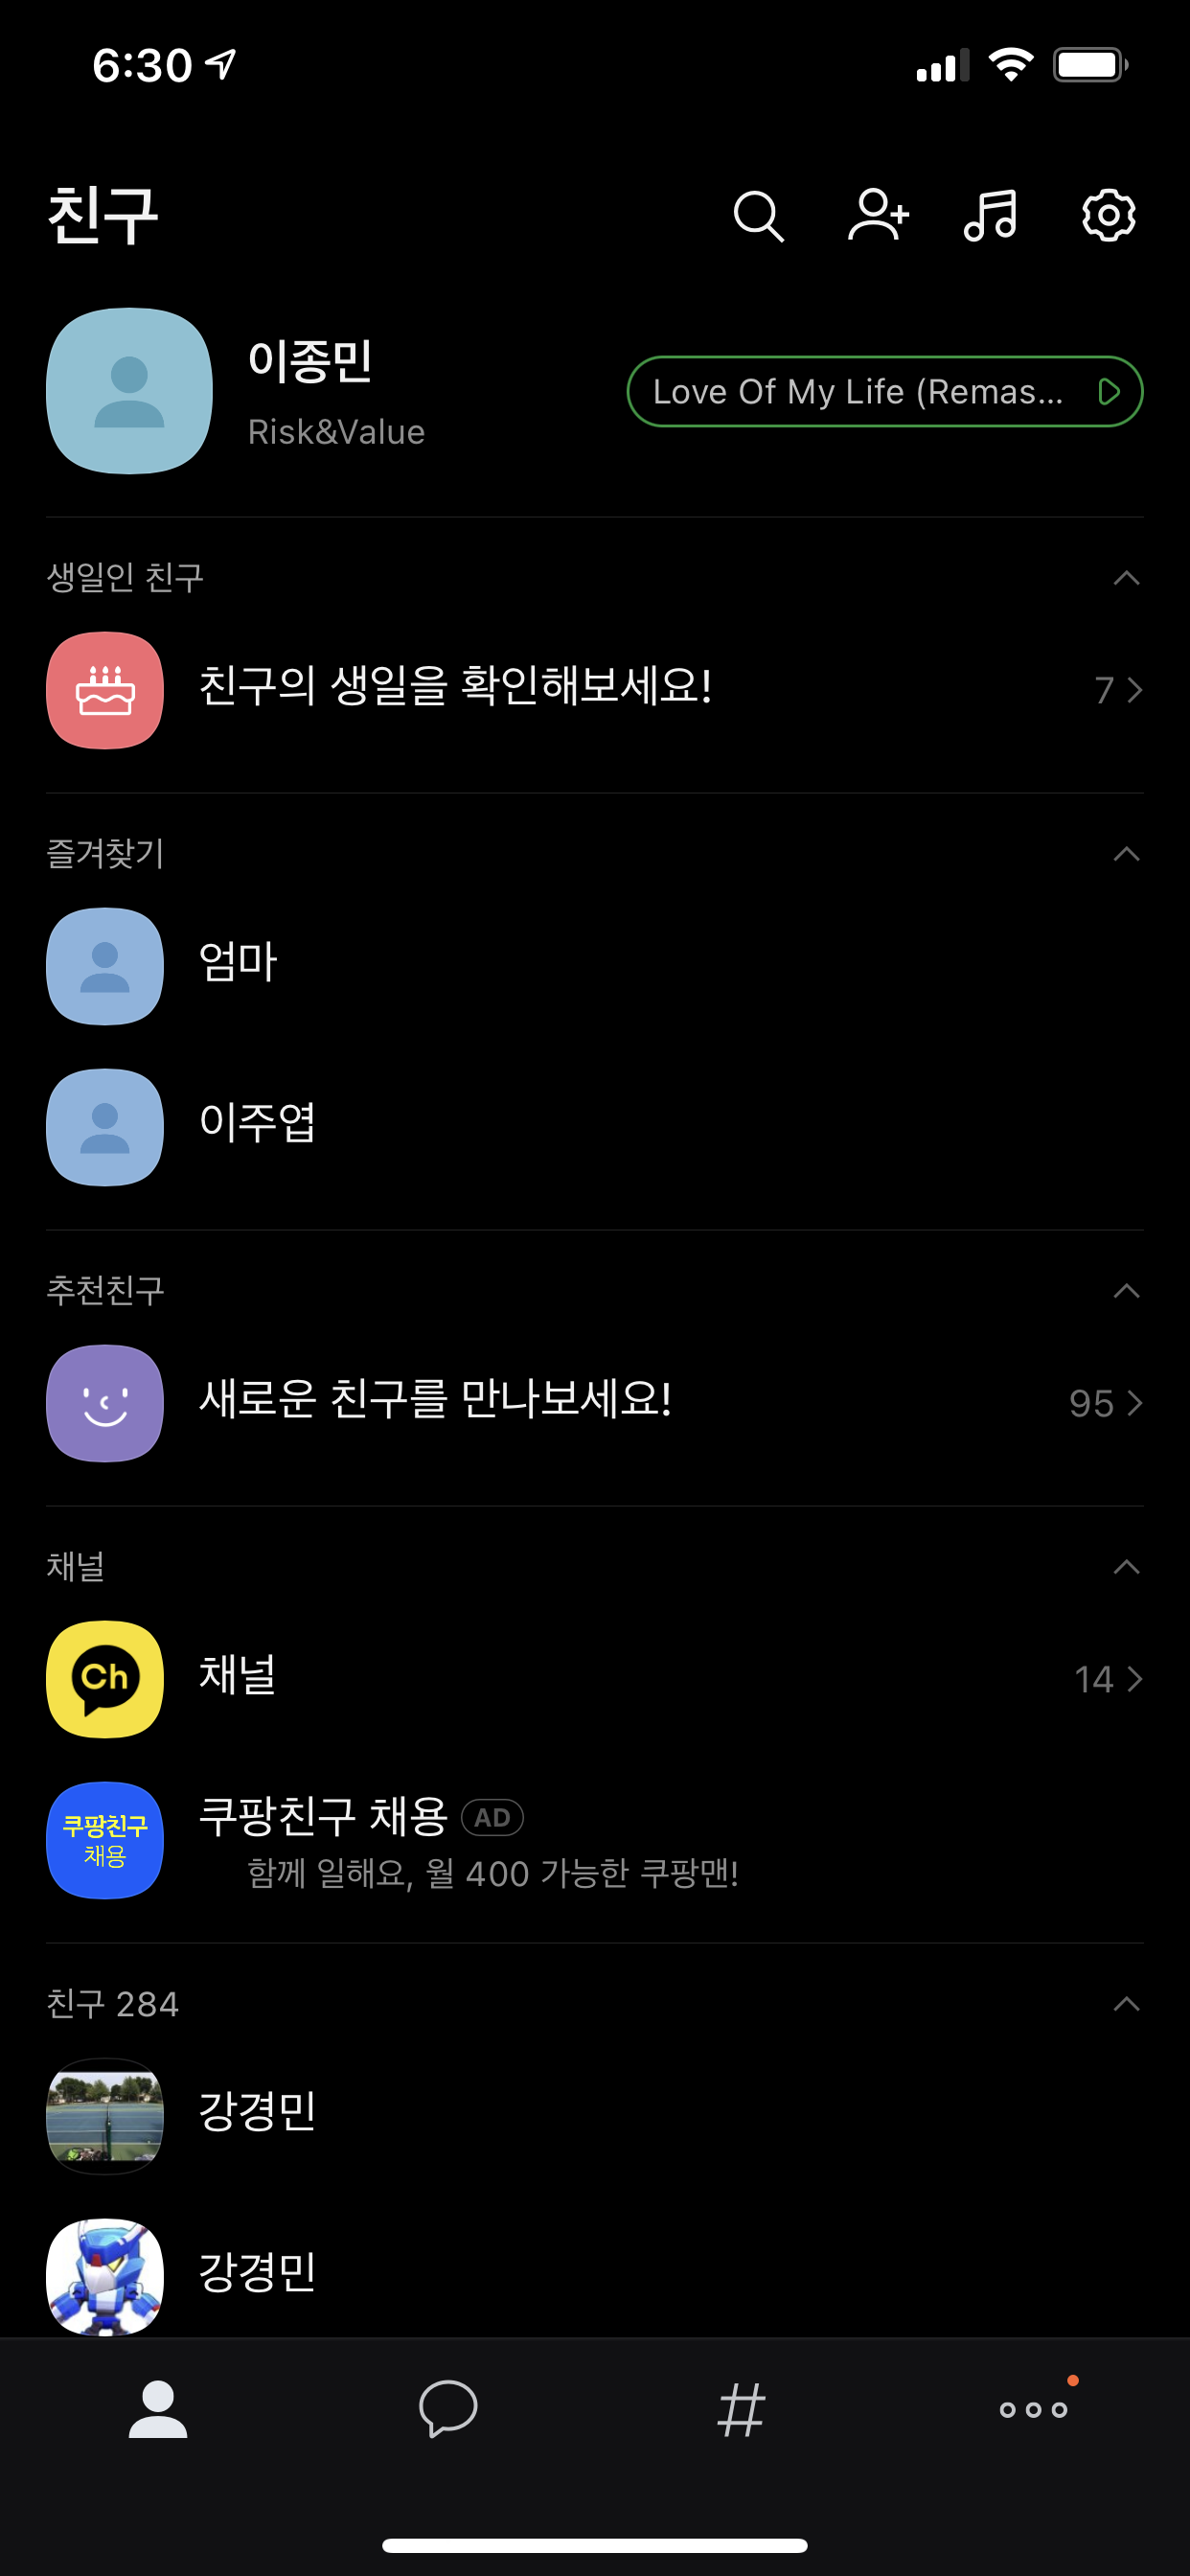 6:30
친구
이종민
Risk&Value
Love Of My Life (Remas...
생일인 친구
친구의 생일을 확인해보세요!
7
즐겨찾기
엄마
이주엽
추천친구
새로운 친구를 만나보세요!
95
채널
Ch
채널
14
쿠팡친구
채용
쿠팡친구 채용 AD
함께 일해요, 월 400 가능한 쿠팡맨!
친구 284
강경민
강경민